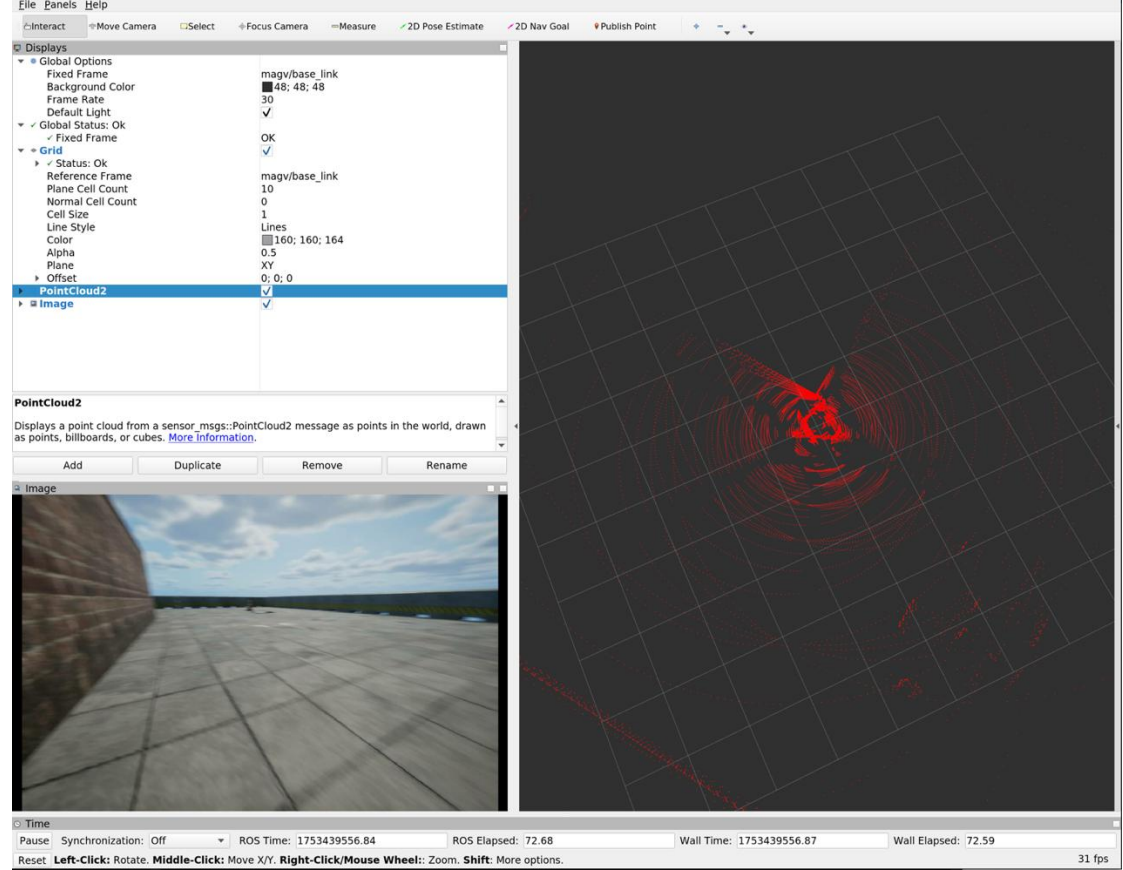 File Panels Help
Interact Move Camera Select Focus Camera Measure 2D Pose Estimate 2D Nav Goal Publish Point
Displays
Global Options
Fixed Frame magv/base_link
Background Color 48; 48; 48
Frame Rate 30
Default Light
Global Status: Ok
Fixed Frame OK
Grid
Status: Ok
Reference Frame magv/base_link
Plane Cell Count 10
Normal Cell Count 0
Cell Size 1
Line Style Lines
Color 160; 160; 164
Alpha 0.5
Plane XY
Offset 0; 0; 0
PointCloud2
Image
PointCloud2
Displays a point cloud from a sensor_msgs::PointCloud2 message as points in the world, drawn
as points, billboards, or cubes. More Information.
Add Duplicate Remove Rename
Image
Time
Pause Synchronization: Off ROS Time: 1753439556.84 ROS Elapsed: 72.68 Wall Time: 1753439556.87 Wall Elapsed: 72.59
Reset Left-Click: Rotate. Middle-Click: Move X/Y. Right-Click/Mouse Wheel:: Zoom. Shift: More options. 31 fps